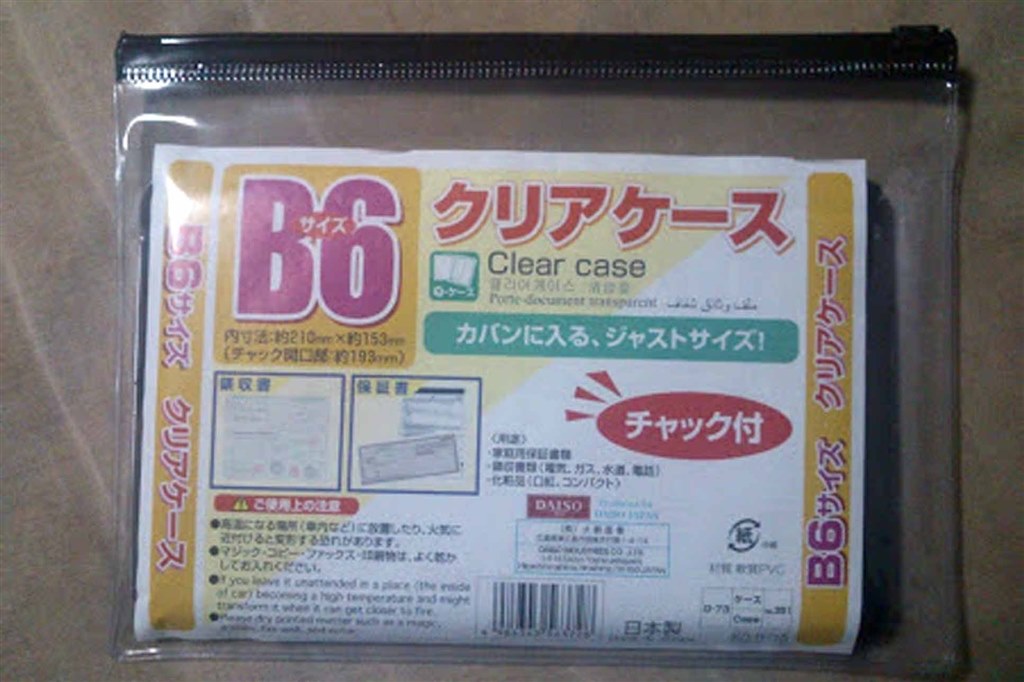 B6
サイズ
内寸法:約210mm×約153mm
(チャック開口部:約193mm)
クリアケース
Clear case
클리어케이스
Porte-document transparent
カバンに入る、ジャストサイズ!
チャック付
領収書
保証書
〈用途〉
・家庭用保証書類
・領収書類(電気、ガス、水道、電話)
・化粧品(口紅、コンパクト)
ご使用上の注意
●高温になる場所(車内など)に放置したり、火気に
近付けると変形する恐れがあります。
●マジック・コピー・ファックス・印刷物は、よく乾か
してお入れください。
●If you leave it unattended in a place (the inside
of car) becoming a high temperature and might
transform it when it can get closer to fire.
●Please dry printed matter such as a magic,
DAISO
DAISO JAPAN
紙
材質 軟質PVC
ケース
Case
日本製
B6サイズ クリアケース
B6サイズ クリアケース